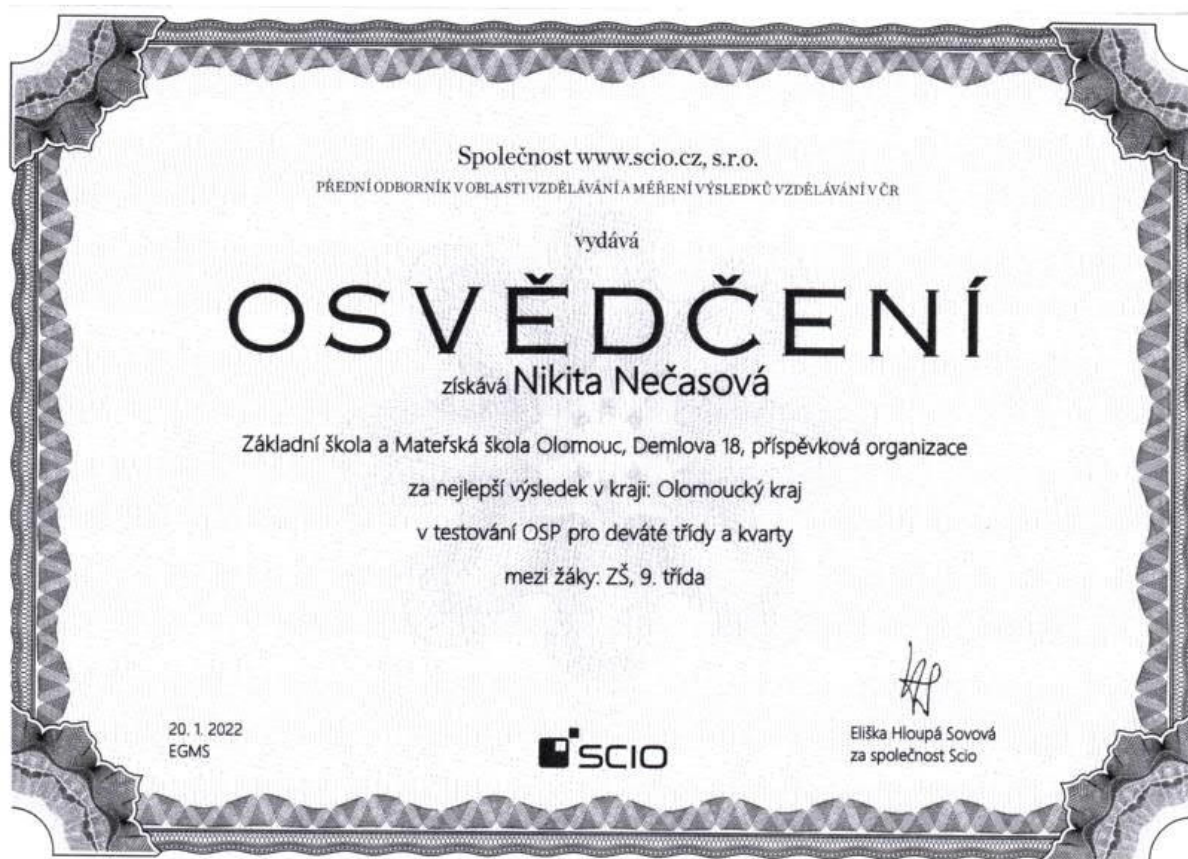 Společnost www.scio.cz, s.r.o.
PŘEDNÍ ODBORNÍK V OBLASTI VZDĚLÁVÁNÍ A MĚŘENÍ VÝSLEDKŮ VZDĚLÁVÁNÍ V ČR
vydává
OSVĚDČENÍ
získává Nikita Nečasová
Základní škola a Mateřská škola Olomouc, Demlova 18, příspěvková organizace
za nejlepší výsledek v kraji: Olomoucký kraj
v testování OSP pro deváté třídy a kvarty
mezi žáky: ZŠ, 9. třída
20. 1. 2022
EGMS
SCIO
Eliška Hloupá Sovová
za společnost Scio